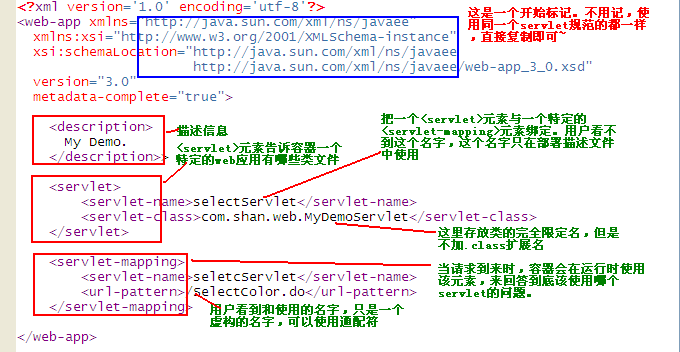 <?xml version='1.0' encoding='utf-8'?>
<web-app xmlns="http://java.sun.com/xml/ns/javaee"
xmlns:xsi="http://www.w3.org/2001/XMLSchema-instance"
xsi:schemaLocation="http://java.sun.com/xml/ns/javaee
http://java.sun.com/xml/ns/javaee/web-app_3_0.xsd"
version="3.0"
metadata-complete="true">
这是一个开始标记。不用记，使
用同一个servlet规范的都一样
，直接复制即可~
<description>
My Demo.
</description>
描述信息
<servlet>元素告诉容器一个
特定的web应用有哪些类文件
把一个<servlet>元素与一个特定的
<servlet-mapping>元素绑定。用户看不
到这个名字，这个名字只在部署描述文件
中使用
<servlet>
<servlet-name>selectServlet</servlet-name>
<servlet-class>com.shan.web.MyDemoServlet</servlet-class>
</servlet>
这里存放类的完全限定名，但是
不加.class扩展名
<servlet-mapping>
<servlet-name>seletcServlet</servlet-name>
<url-pattern>/SelectColor.do</url-pattern>
</servlet-mapping>
当请求到来时，容器会在运行时使用
该元素，来回答到底该使用哪个
servlet的问题。
用户看到和使用的名字，只是一个
虚构的名字，可以使用通配符
</web-app>